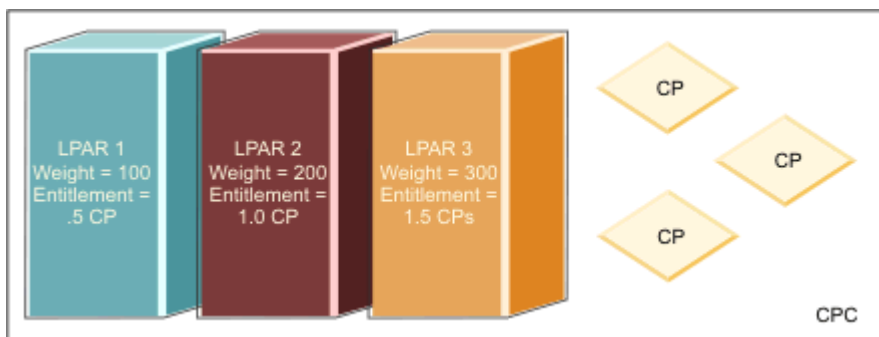 LPAR 1
Weight = 100
Entitlement =
.5 CP
LPAR 2
Weight = 200
Entitlement =
1.0 CP
LPAR 3
Weight = 300
Entitlement =
1.5 CPs
CP
CP
CP
CPC